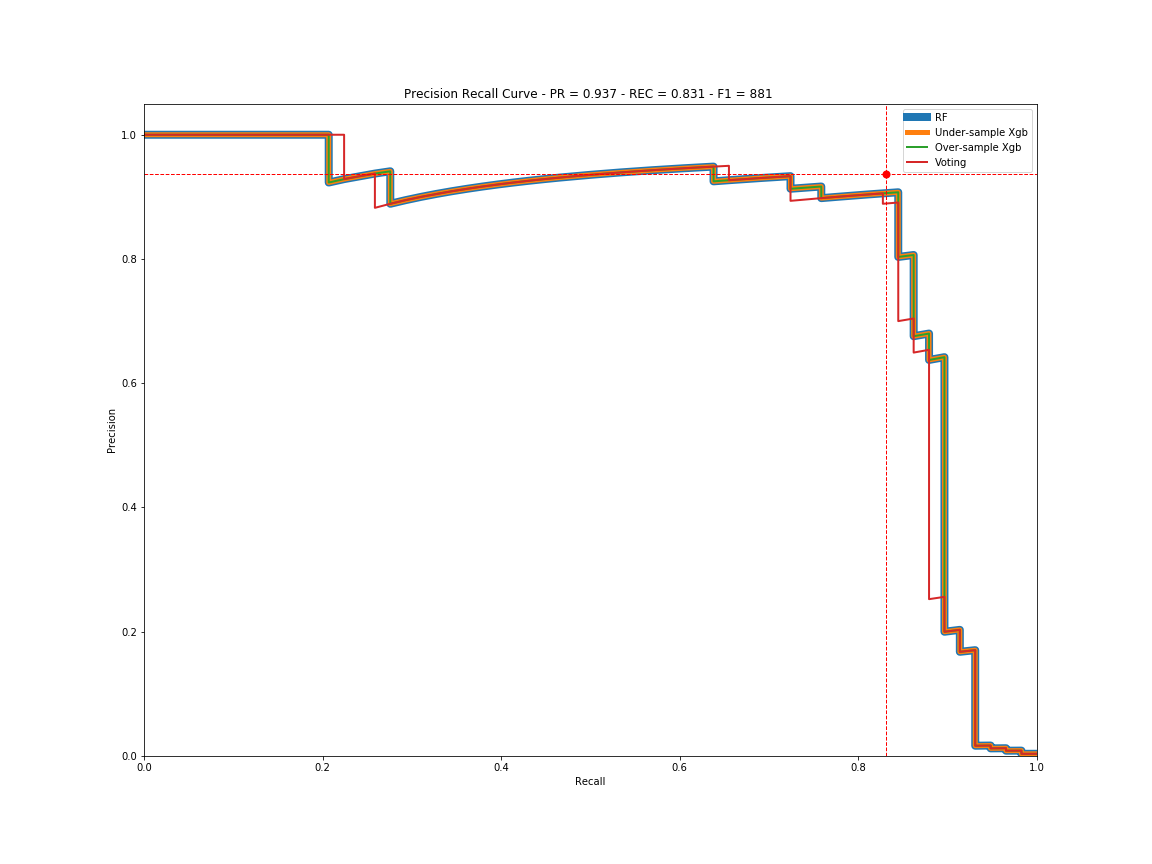 Precision Recall Curve - PR = 0.937 - REC = 0.831 - F1 = 881
RF
Under-sample Xgb
Over-sample Xgb
Voting
1.0
0.8
0.6
0.4
0.2
0.0
Precision
0.0 0.2 0.4 0.6 0.8 1.0
Recall